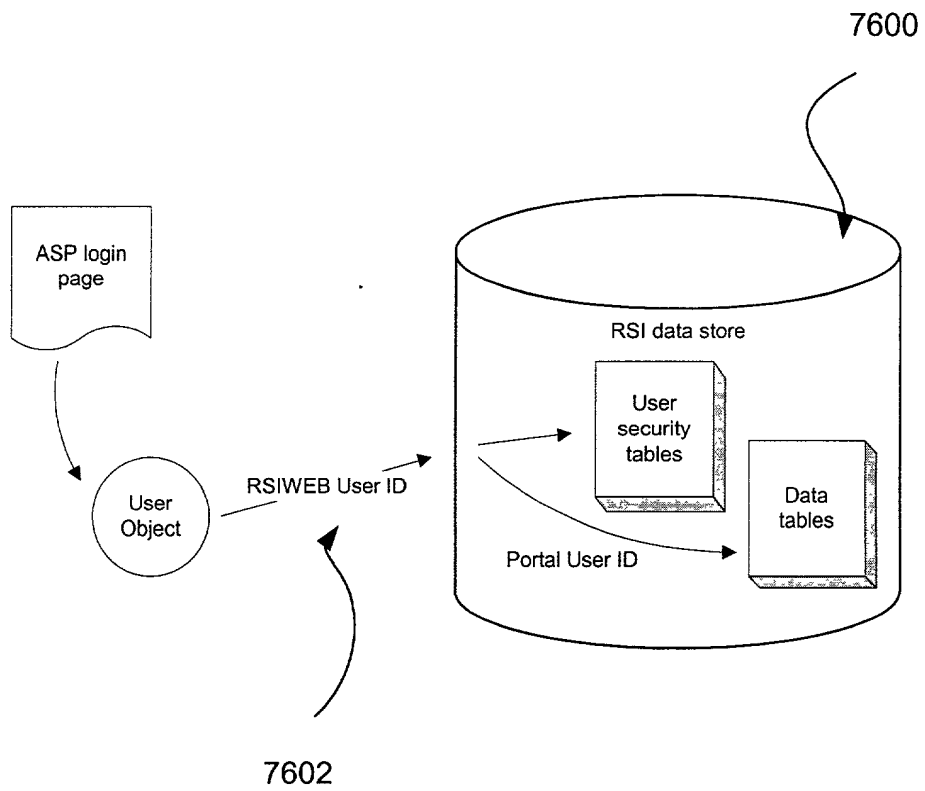 7600
ASP login
page
RSI data store
User
security
tables
RSIWEB User ID
User
Object
Data
tables
Portal User ID
7602